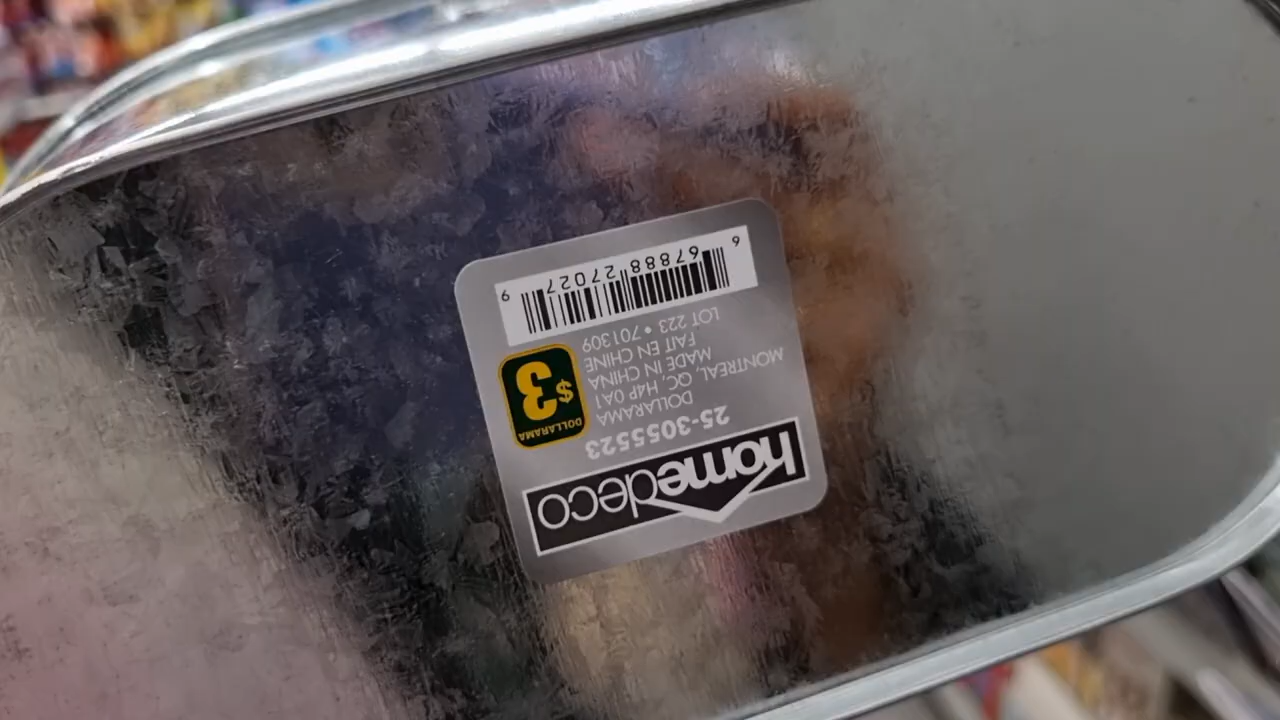 homedeco
25-3055523
DOLLARAMA
MONTREAL, QC, H4P 0A1
MADE IN CHINA
FAIT EN CHINE
LOT 223 • 701309
DOLLARAMA
$3
6 67888 27027 9